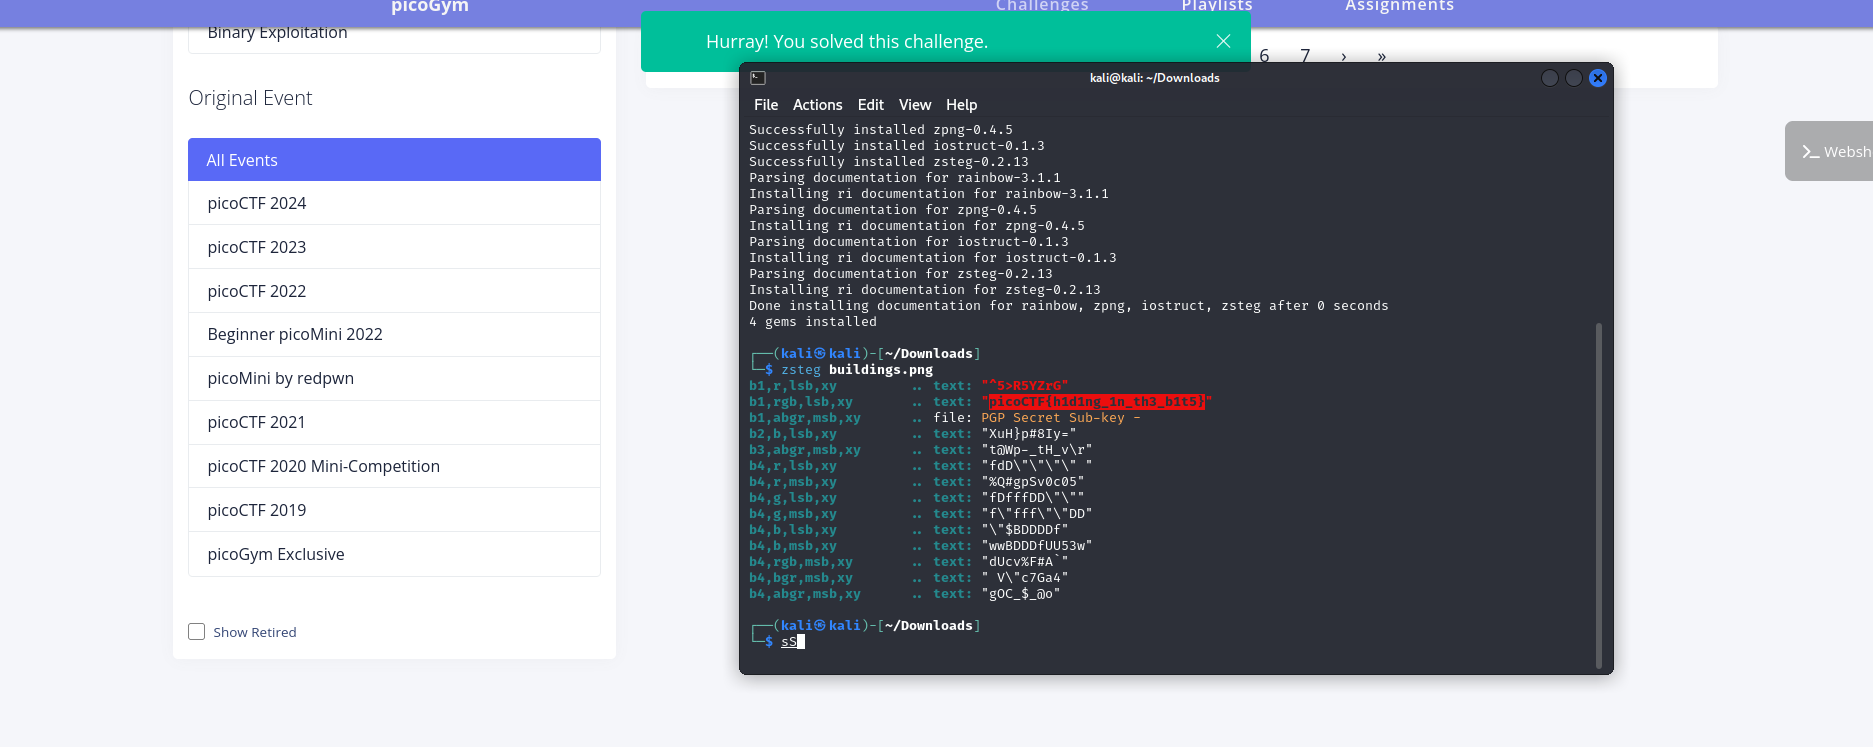 picoGym
Challenges
Playlists
Assignments
Binary Exploitation
Hurray! You solved this challenge.
6 7 › »
Original Event
All Events
picoCTF 2024
picoCTF 2023
picoCTF 2022
Beginner picoMini 2022
picoMini by redpwn
picoCTF 2021
picoCTF 2020 Mini-Competition
picoCTF 2019
picoGym Exclusive
Show Retired
>_ Websh
kali@kali: ~/Downloads
File Actions Edit View Help
Successfully installed zpng-0.4.5
Successfully installed iostruct-0.1.3
Successfully installed zsteg-0.2.13
Parsing documentation for rainbow-3.1.1
Installing ri documentation for rainbow-3.1.1
Parsing documentation for zpng-0.4.5
Installing ri documentation for zpng-0.4.5
Parsing documentation for iostruct-0.1.3
Installing ri documentation for iostruct-0.1.3
Parsing documentation for zsteg-0.2.13
Installing ri documentation for zsteg-0.2.13
Done installing documentation for rainbow, zpng, iostruct, zsteg after 0 seconds
4 gems installed
┌──(kali㉿kali)-[~/Downloads]
└─$ zsteg buildings.png
b1,r,lsb,xy .. text: "^5>R5YZrG"
b1,rgb,lsb,xy .. text: "picoCTF{h1d1ng_1n_th3_b1t5}"
b1,abgr,msb,xy .. file: PGP Secret Sub-key -
b2,b,lsb,xy .. text: "XuH}p#8Iy="
b3,abgr,msb,xy .. text: "t@Wp-_tH_v\r"
b4,r,lsb,xy .. text: "fdD\"\"\"\" "
b4,r,msb,xy .. text: "%Q#gpSv0c05"
b4,g,lsb,xy .. text: "fDfffDD\"\""
b4,g,msb,xy .. text: "f\"fff\"\"DD"
b4,b,lsb,xy .. text: "\"$BDDDDf"
b4,b,msb,xy .. text: "wwBDDDfUU53w"
b4,rgb,msb,xy .. text: "dUcv%F#A`"
b4,bgr,msb,xy .. text: " V\"c7Ga4"
b4,abgr,msb,xy .. text: "gOC_$_@o"
┌──(kali㉿kali)-[~/Downloads]
└─$ sS